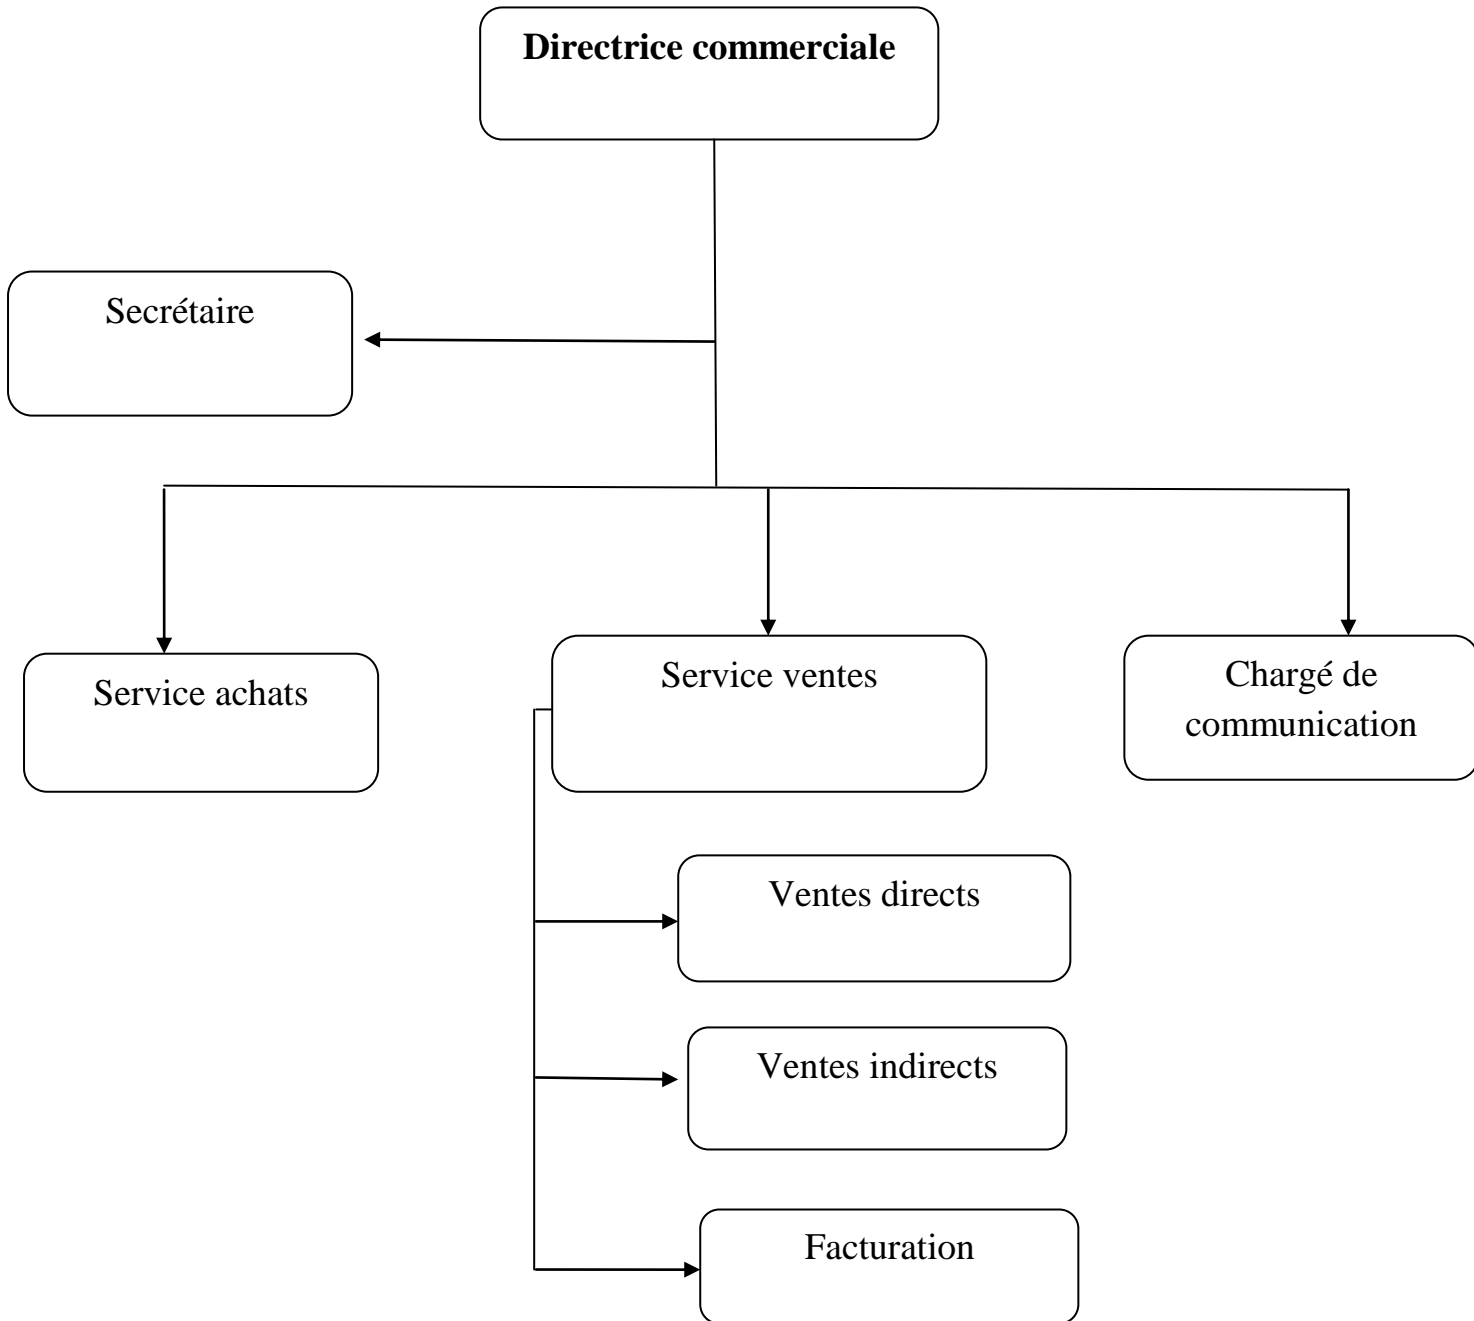 Directrice commerciale
Secrétaire
Service achats
Service ventes
Chargé de
communication
Ventes directs
Ventes indirects
Facturation